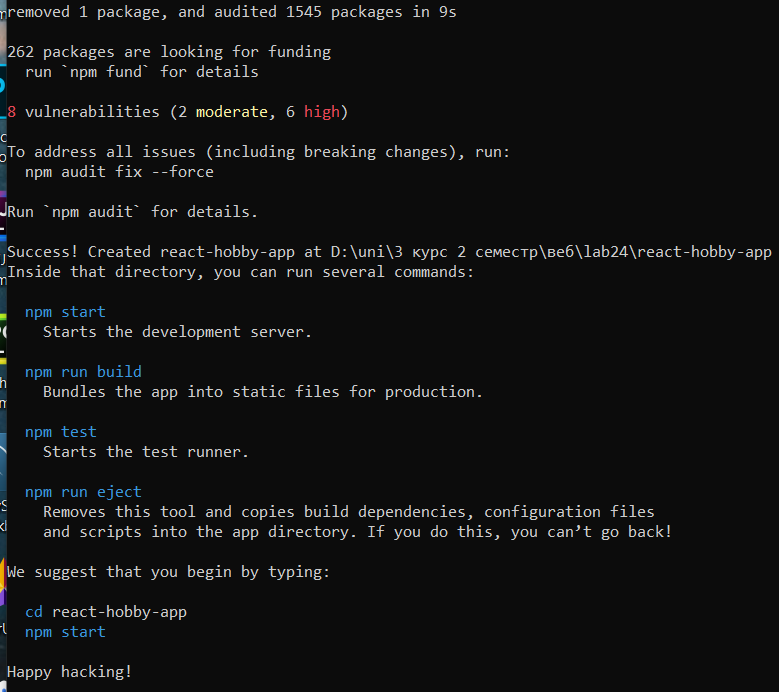 removed 1 package, and audited 1545 packages in 9s
262 packages are looking for funding
run `npm fund` for details
8 vulnerabilities (2 moderate, 6 high)
To address all issues (including breaking changes), run:
npm audit fix --force
Run `npm audit` for details.
Success! Created react-hobby-app at D:\uni\3 курс 2 семестр\веб\lab24\react-hobby-app
Inside that directory, you can run several commands:
npm start
Starts the development server.
npm run build
Bundles the app into static files for production.
npm test
Starts the test runner.
npm run eject
Removes this tool and copies build dependencies, configuration files
and scripts into the app directory. If you do this, you can’t go back!
We suggest that you begin by typing:
cd react-hobby-app
npm start
Happy hacking!